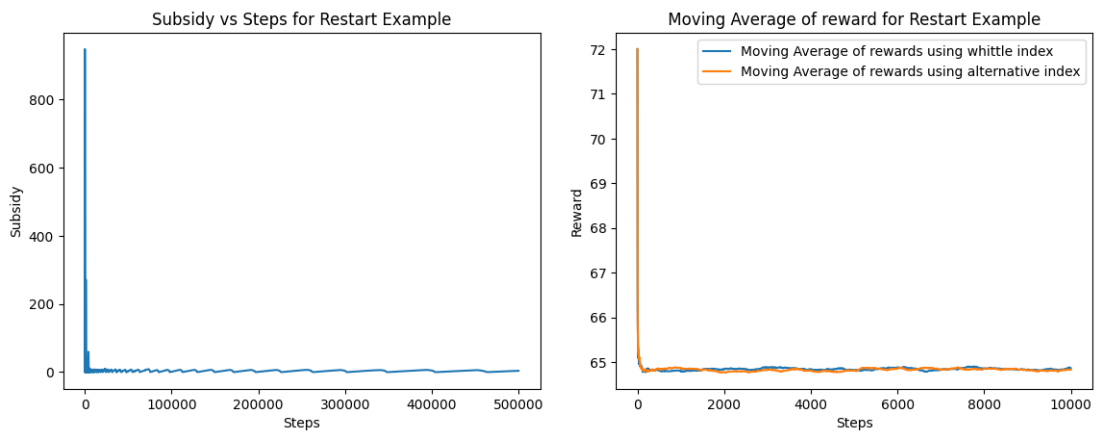 Subsidy vs Steps for Restart Example
800
600
400
200
0
Subsidy
0 100000 200000 300000 400000 500000
Steps
Moving Average of reward for Restart Example
Moving Average of rewards using whittle index
Moving Average of rewards using alternative index
72
71
70
69
68
67
66
65
Reward
0 2000 4000 6000 8000 10000
Steps